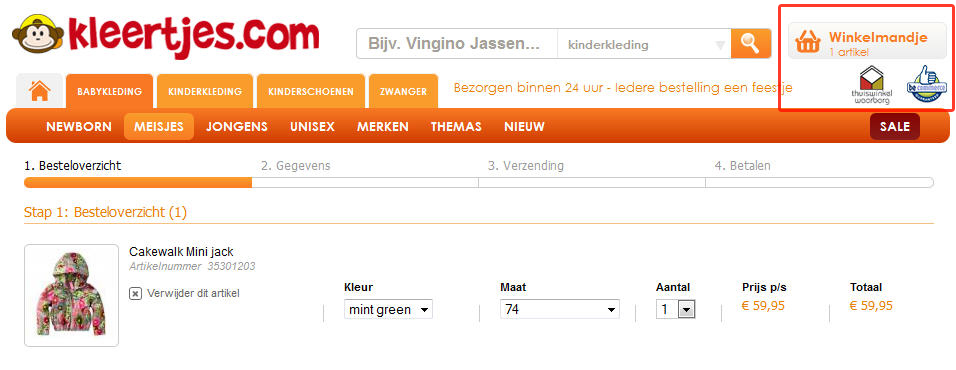 kleertjes.com
Bijv. Vingino Jassen... kinderkleding
Winkelmandje
1 artikel
thuiswinkel
waarborg
be commerce
BABYKLEDING KINDERKLEDING KINDERSCHOENEN ZWANGER
Bezorgen binnen 24 uur - Iedere bestelling een feestje
NEWBORN MEISJES JONGENS UNISEX MERKEN THEMAS NIEUW SALE
1. Besteloverzicht 2. Gegevens 3. Verzending 4. Betalen
Stap 1: Besteloverzicht (1)
Cakewalk Mini jack
Artikelnummer 35301203
Verwijder dit artikel
Kleur Maat Aantal Prijs p/s Totaal
mint green 74 1 € 59,95 € 59,95